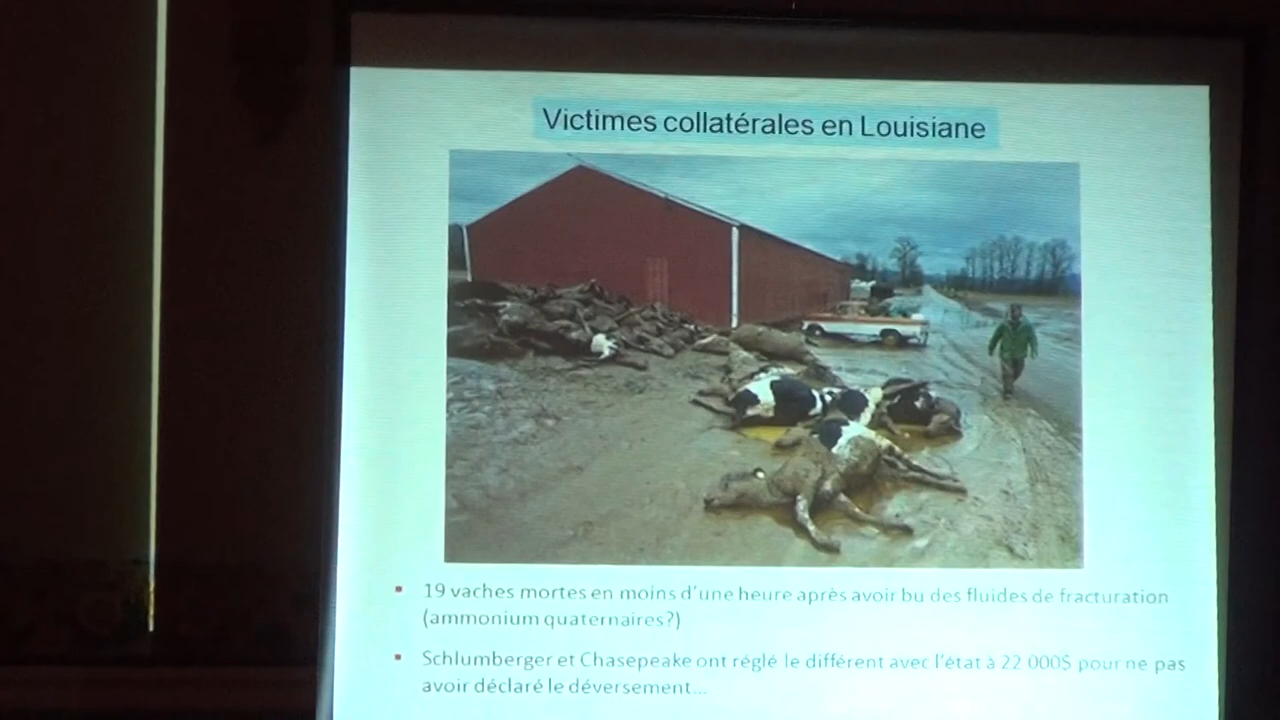 Victimes collatérales en Louisiane
19 vaches mortes en moins d'une heure après avoir bu des fluides de fracturation
(ammonium quaternaires?)
Schlumberger et Chasepeake ont réglé le différent avec l'état à 22 000$ pour ne pas
avoir déclaré le déversement...